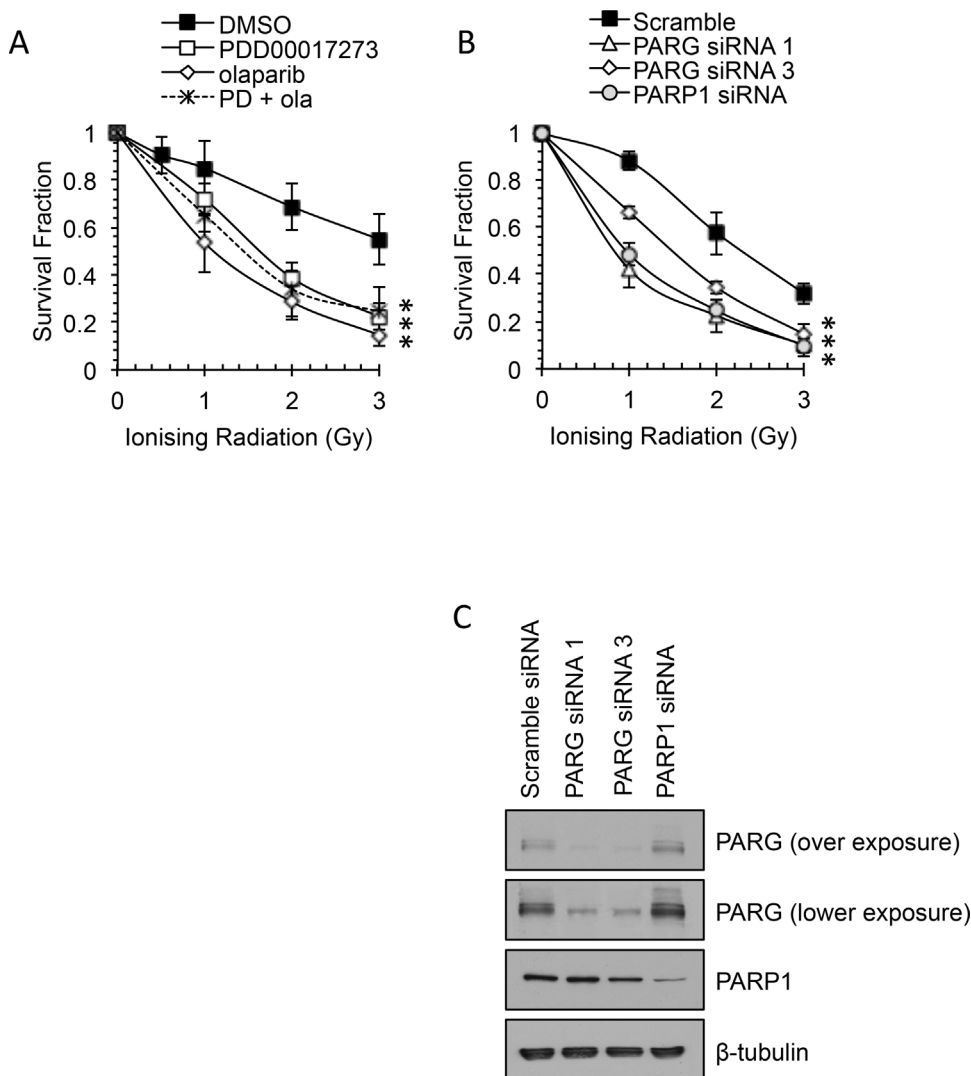 A
DMSO
PDD00017273
olaparib
PD + ola
1
0.8
0.6
0.4
0.2
0
Survival Fraction
0 1 2 3
Ionising Radiation (Gy)
*
*
*
B
Scramble
PARG siRNA 1
PARG siRNA 3
PARP1 siRNA
1
0.8
0.6
0.4
0.2
0
Survival Fraction
0 1 2 3
Ionising Radiation (Gy)
*
*
*
C
Scramble siRNA
PARG siRNA 1
PARG siRNA 3
PARP1 siRNA
PARG (over exposure)
PARG (lower exposure)
PARP1
β-tubulin